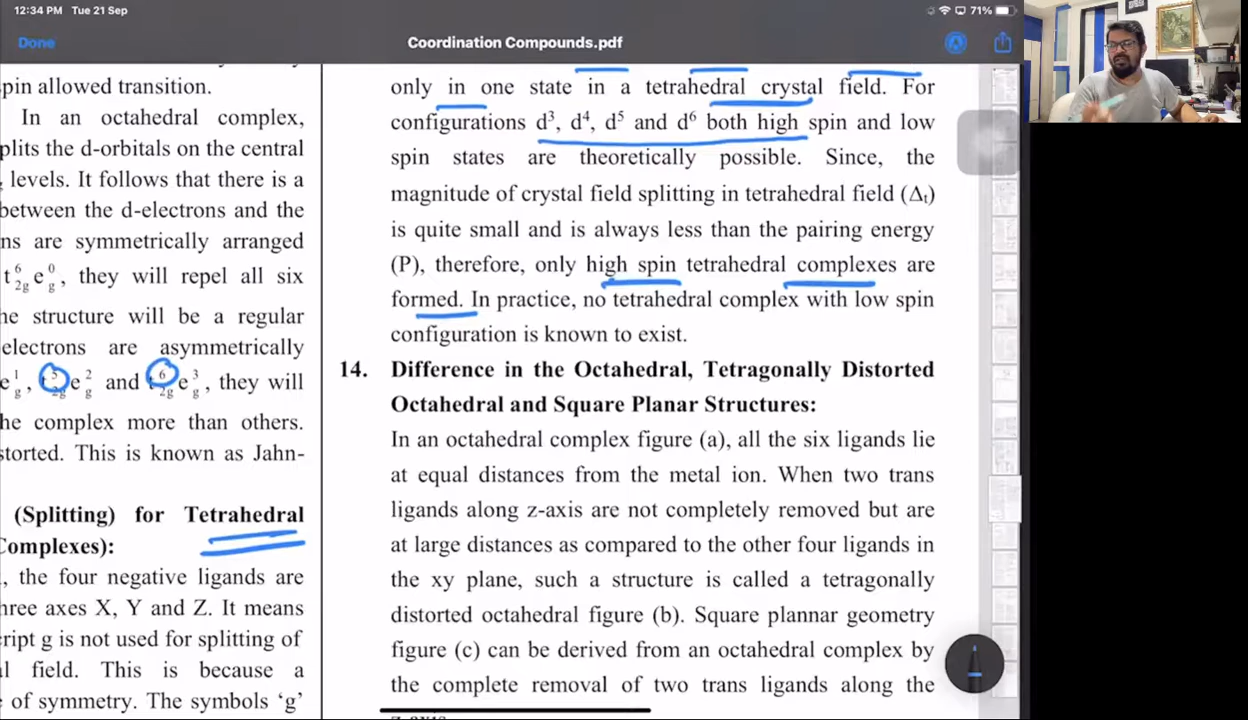 12:34 PM Tue 21 Sep
71%
Done
Coordination Compounds.pdf
pin allowed transition.
In an octahedral complex,
plits the d-orbitals on the central
levels. It follows that there is a
between the d-electrons and the
ns are symmetrically arranged
t⁶₂g e⁰g, they will repel all six
he structure will be a regular
electrons are asymmetrically
e¹g, t⁵₂g e²g and t⁶₂g e³g, they will
he complex more than others.
storted. This is known as Jahn-
(Splitting) for Tetrahedral
Complexes):
, the four negative ligands are
hree axes X, Y and Z. It means
cript g is not used for splitting of
l field. This is because a
of symmetry. The symbols ‘g’
only in one state in a tetrahedral crystal field. For
configurations d³, d⁴, d⁵ and d⁶ both high spin and low
spin states are theoretically possible. Since, the
magnitude of crystal field splitting in tetrahedral field (Δₜ)
is quite small and is always less than the pairing energy
(P), therefore, only high spin tetrahedral complexes are
formed. In practice, no tetrahedral complex with low spin
configuration is known to exist.
14. Difference in the Octahedral, Tetragonally Distorted
Octahedral and Square Planar Structures:
In an octahedral complex figure (a), all the six ligands lie
at equal distances from the metal ion. When two trans
ligands along z-axis are not completely removed but are
at large distances as compared to the other four ligands in
the xy plane, such a structure is called a tetragonally
distorted octahedral figure (b). Square plannar geometry
figure (c) can be derived from an octahedral complex by
the complete removal of two trans ligands along the